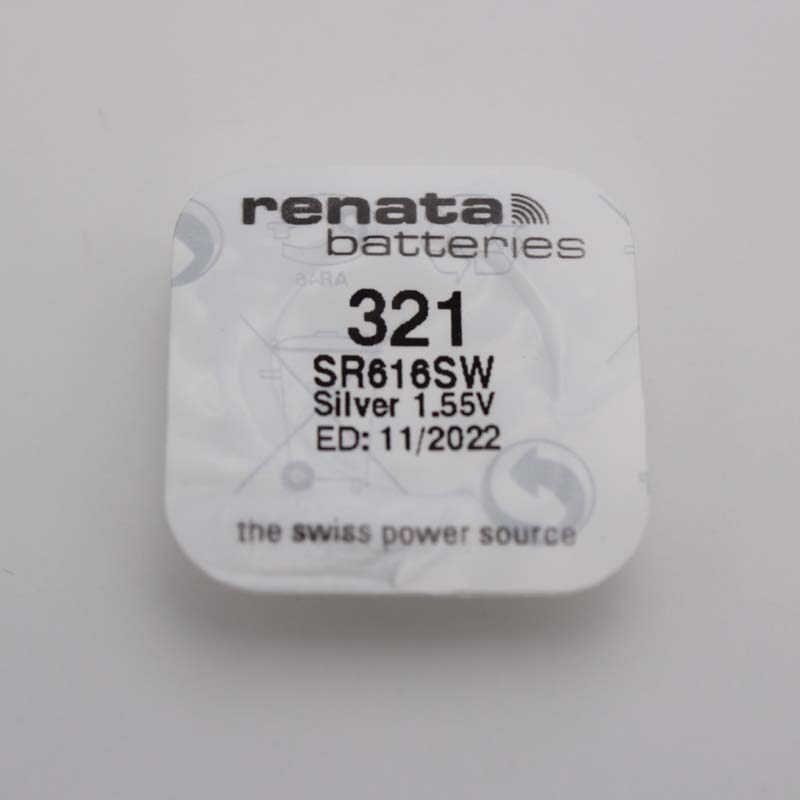 renata
batteries
321
SR616SW
Silver 1.55V
ED: 11/2022
the swiss power source